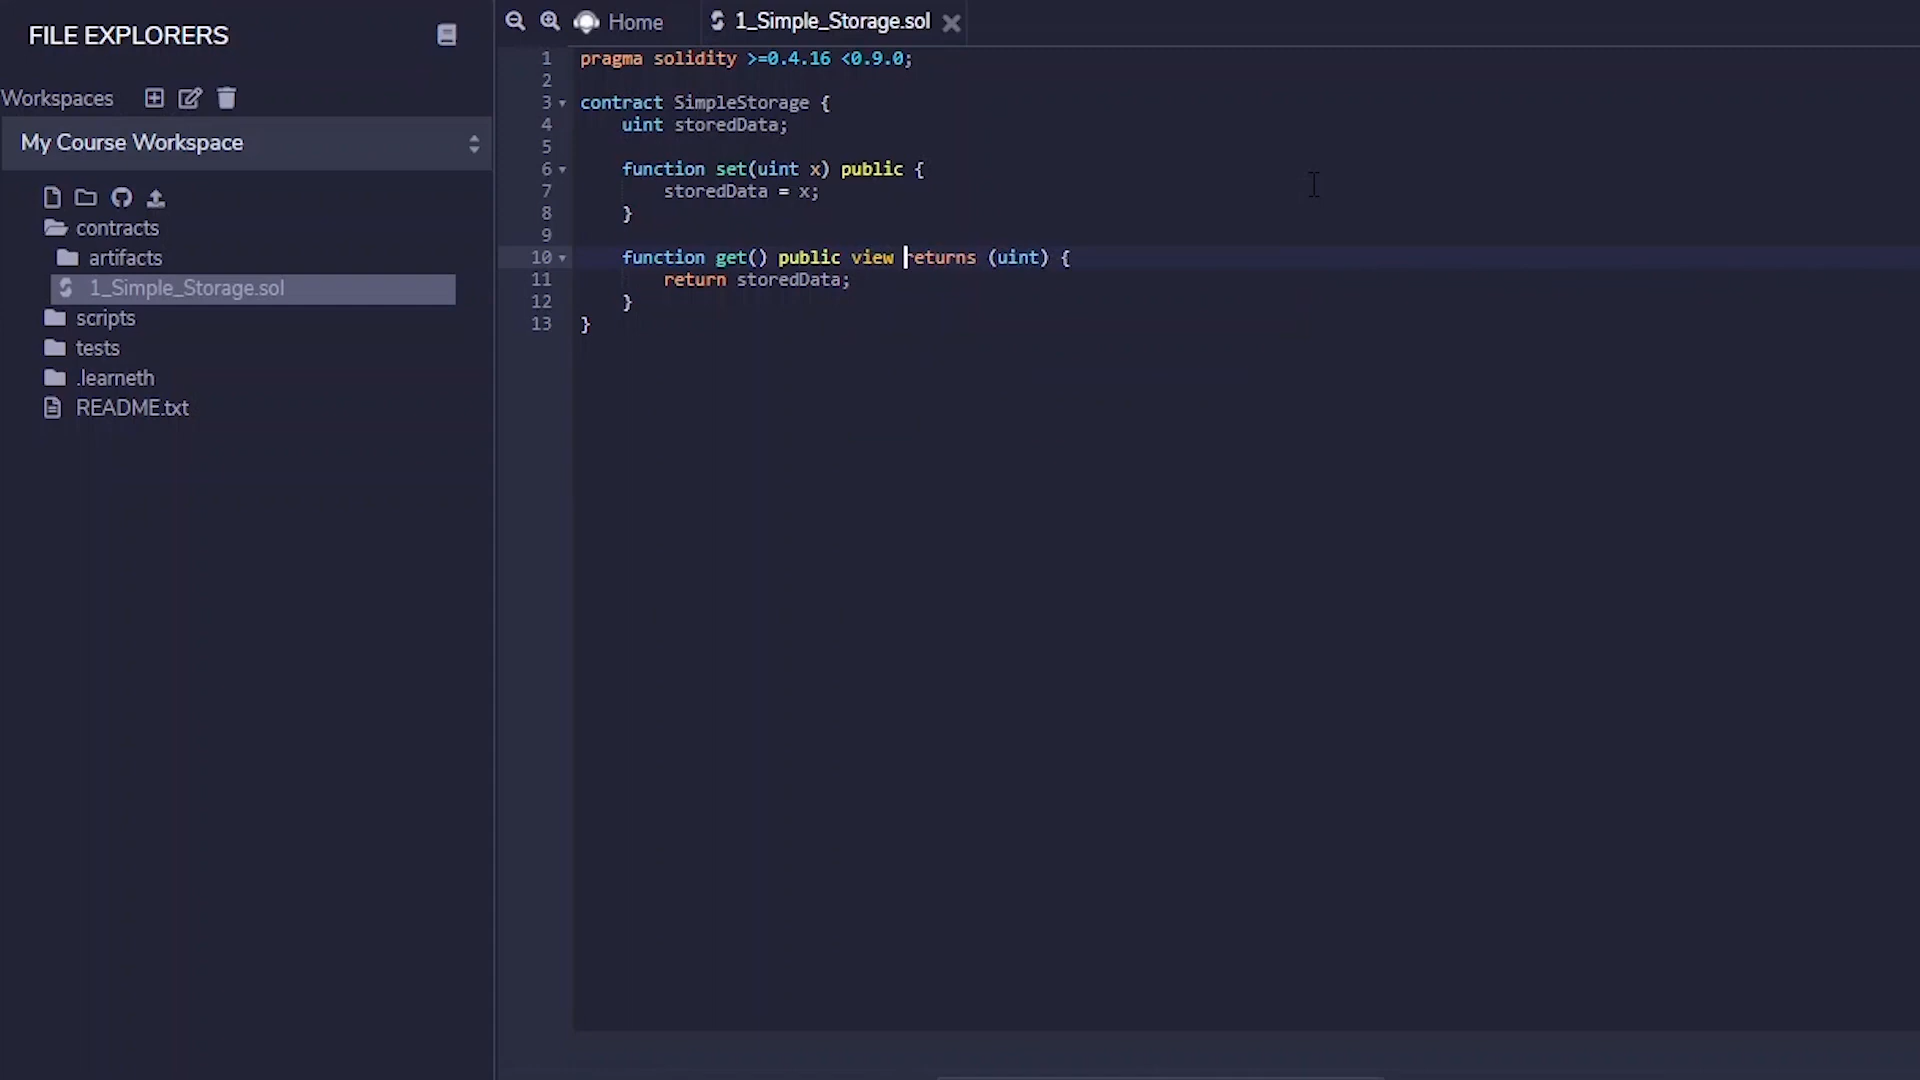 FILE EXPLORERS
Workspaces
My Course Workspace
contracts
artifacts
1_Simple_Storage.sol
scripts
tests
.learneth
README.txt
Home
1_Simple_Storage.sol
1 pragma solidity >=0.4.16 <0.9.0;
2
3 contract SimpleStorage {
4     uint storedData;
5
6     function set(uint x) public {
7         storedData = x;
8     }
9
10     function get() public view returns (uint) {
11         return storedData;
12     }
13 }